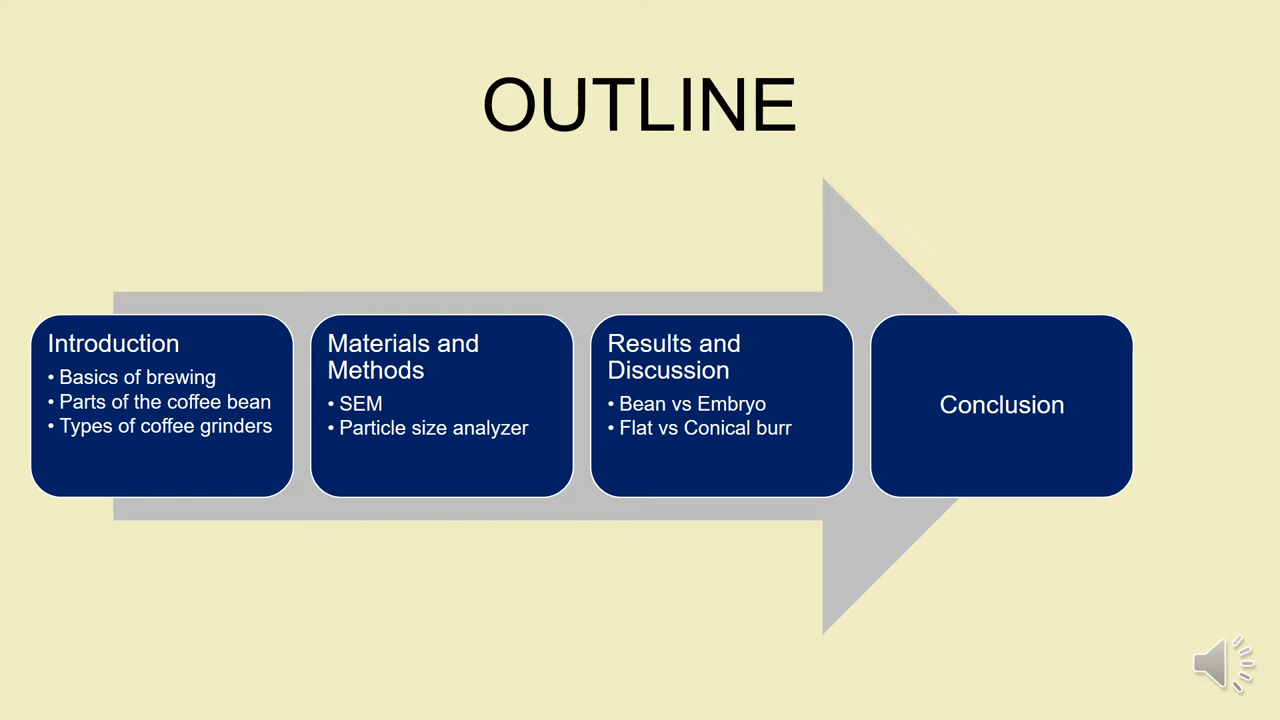 OUTLINE
Introduction
• Basics of brewing
• Parts of the coffee bean
• Types of coffee grinders
Materials and
Methods
• SEM
• Particle size analyzer
Results and
Discussion
• Bean vs Embryo
• Flat vs Conical burr
Conclusion